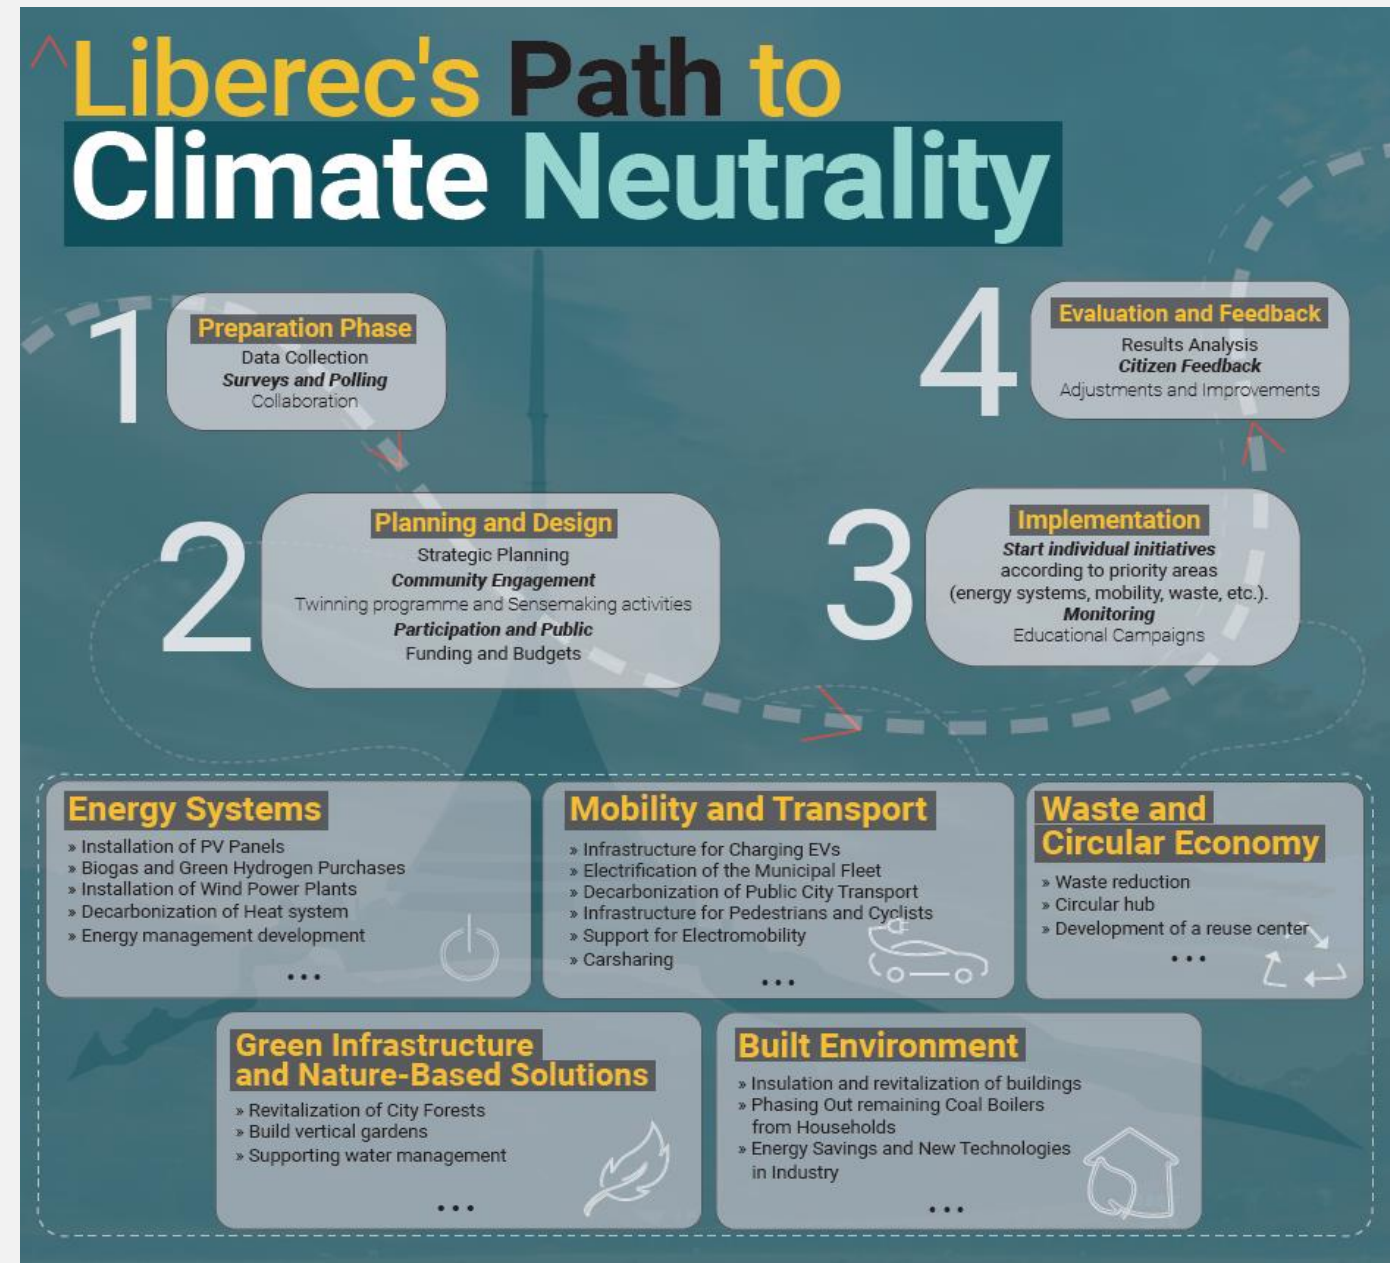 Liberec's Path to
Climate Neutrality
1
Preparation Phase
Data Collection
Surveys and Polling
Collaboration
2
Planning and Design
Strategic Planning
Community Engagement
Twinning programme and Sensemaking activities
Participation and Public
Funding and Budgets
3
Implementation
Start individual initiatives
according to priority areas
(energy systems, mobility, waste, etc.).
Monitoring
Educational Campaigns
4
Evaluation and Feedback
Results Analysis
Citizen Feedback
Adjustments and Improvements
Energy Systems
» Installation of PV Panels
» Biogas and Green Hydrogen Purchases
» Installation of Wind Power Plants
» Decarbonization of Heat system
» Energy management development
...
Mobility and Transport
» Infrastructure for Charging EVs
» Electrification of the Municipal Fleet
» Decarbonization of Public City Transport
» Infrastructure for Pedestrians and Cyclists
» Support for Electromobility
» Carsharing
...
Waste and
Circular Economy
» Waste reduction
» Circular hub
» Development of a reuse center
...
Green Infrastructure
and Nature-Based Solutions
» Revitalization of City Forests
» Build vertical gardens
» Supporting water management
...
Built Environment
» Insulation and revitalization of buildings
» Phasing Out remaining Coal Boilers
from Households
» Energy Savings and New Technologies
in Industry
...